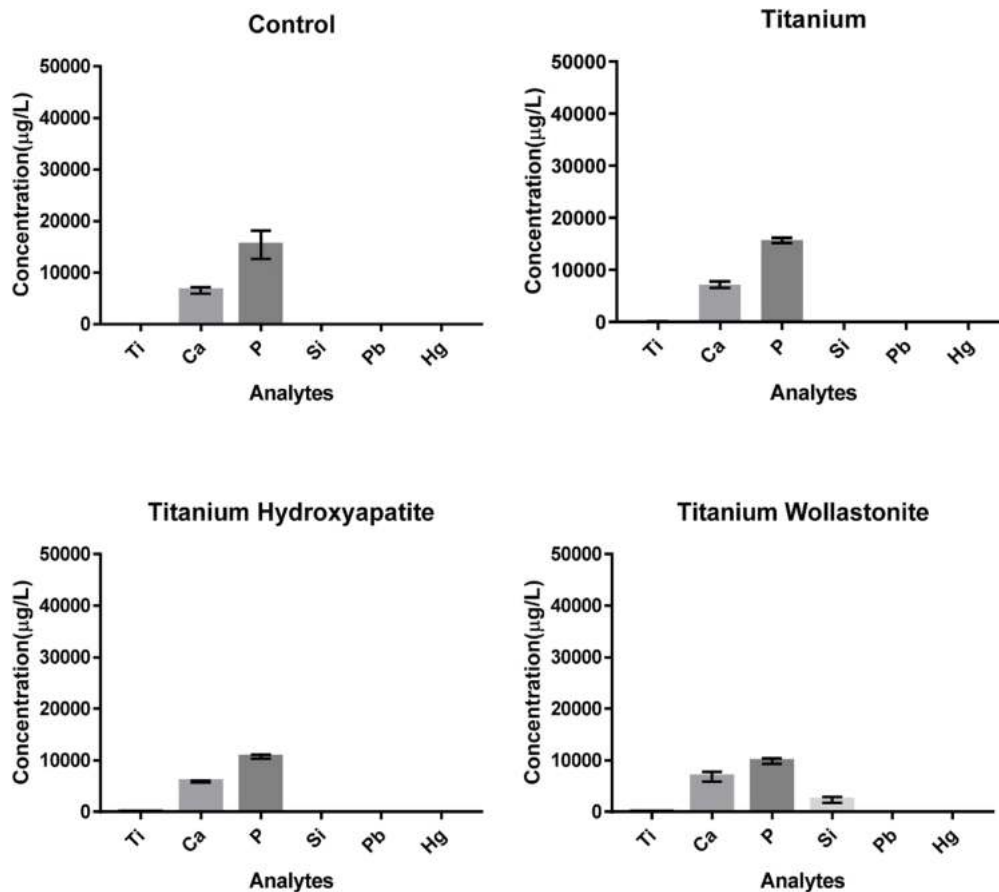 Control
50000
40000
30000
20000
10000
0
Concentration(μg/L)
Ti Ca P Si Pb Hg
Analytes
Titanium
50000
40000
30000
20000
10000
0
Concentration(μg/L)
Ti Ca P Si Pb Hg
Analytes
Titanium Hydroxyapatite
50000
40000
30000
20000
10000
0
Concentration(μg/L)
Ti Ca P Si Pb Hg
Analytes
Titanium Wollastonite
50000
40000
30000
20000
10000
0
Concentration(μg/L)
Ti Ca P Si Pb Hg
Analytes